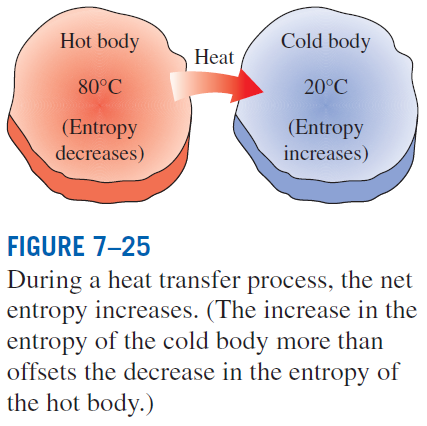 Hot body
80°C
(Entropy
decreases)
Heat
Cold body
20°C
(Entropy
increases)
FIGURE 7–25
During a heat transfer process, the net
entropy increases. (The increase in the
entropy of the cold body more than
offsets the decrease in the entropy of
the hot body.)